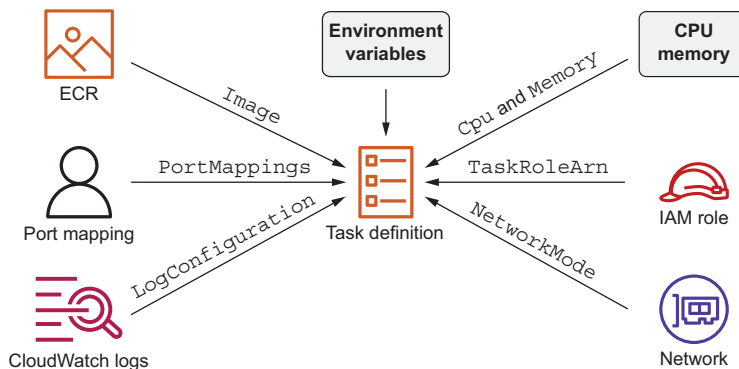 Environment
variables
CPU
memory
ECR
Image
Cpu and Memory
PortMappings
TaskRoleArn
Port mapping
Task definition
IAM role
LogConfiguration
NetworkMode
CloudWatch logs
Network